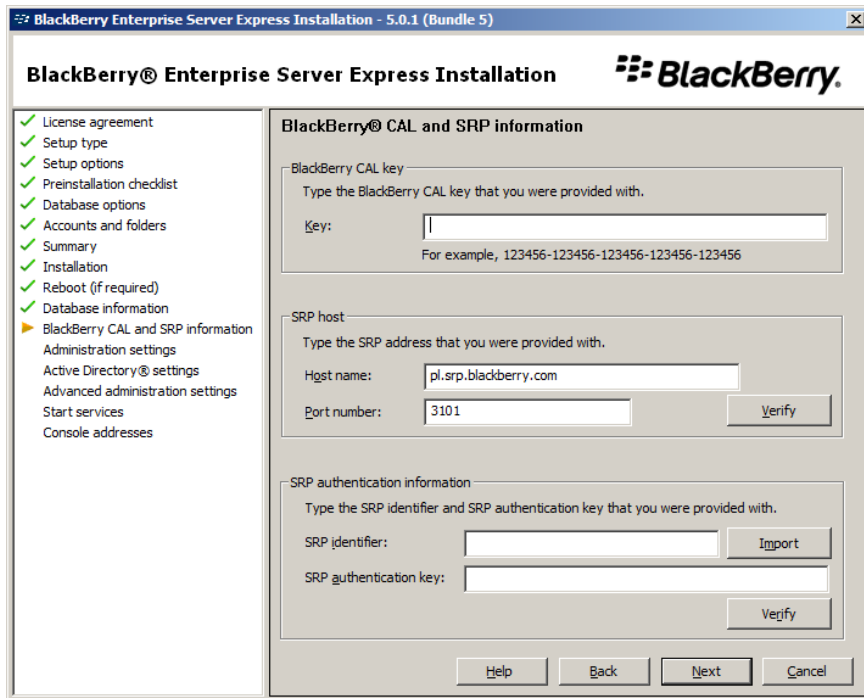 BlackBerry Enterprise Server Express Installation - 5.0.1 (Bundle 5)
BlackBerry® Enterprise Server Express Installation
BlackBerry.
License agreement
Setup type
Setup options
Preinstallation checklist
Database options
Accounts and folders
Summary
Installation
Reboot (if required)
Database information
BlackBerry CAL and SRP information
Administration settings
Active Directory® settings
Advanced administration settings
Start services
Console addresses
BlackBerry® CAL and SRP information
BlackBerry CAL key
Type the BlackBerry CAL key that you were provided with.
Key:
For example, 123456-123456-123456-123456-123456
SRP host
Type the SRP address that you were provided with.
Host name: pl.srp.blackberry.com
Port number: 3101 Verify
SRP authentication information
Type the SRP identifier and SRP authentication key that you were provided with.
SRP identifier: Import
SRP authentication key:
Verify
Help Back Next Cancel